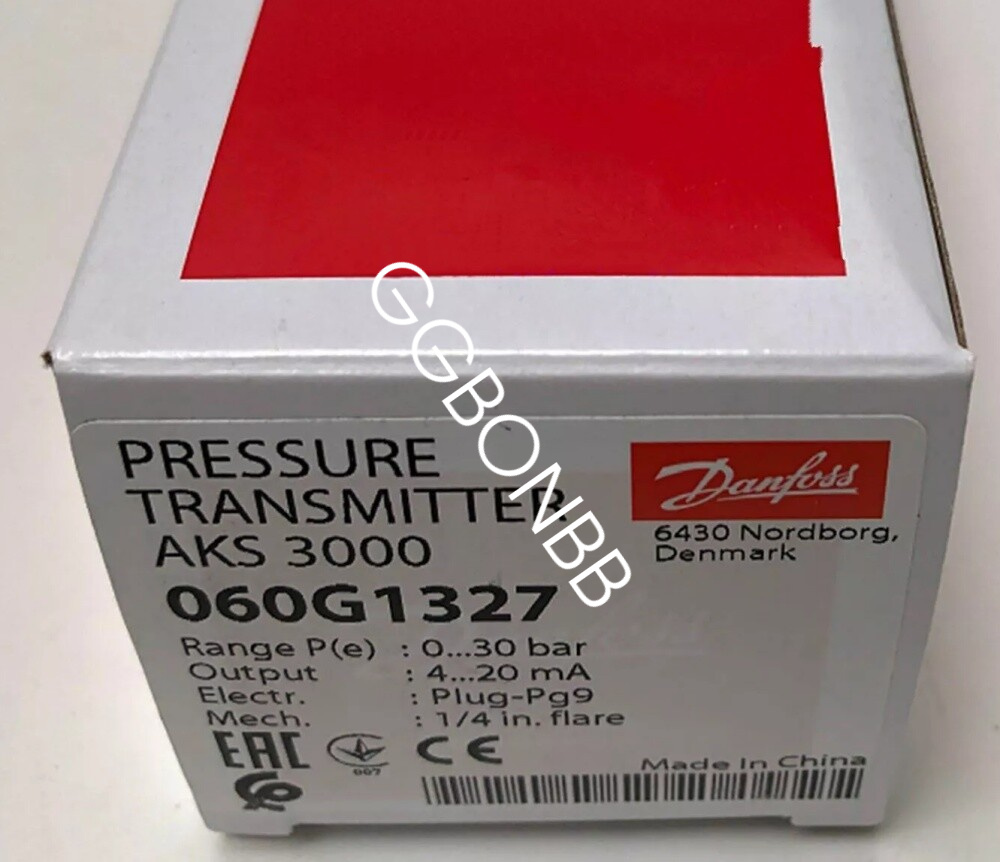 GGBONBB
PRESSURE
TRANSMITTER
AKS 3000
060G1327
Range P(e) : 0...30 bar
Output : 4...20 mA
Electr. : Plug-Pg9
Mech. : 1/4 in. flare
Danfoss
6430 Nordborg,
Denmark
EAC
007
CE
Made In China